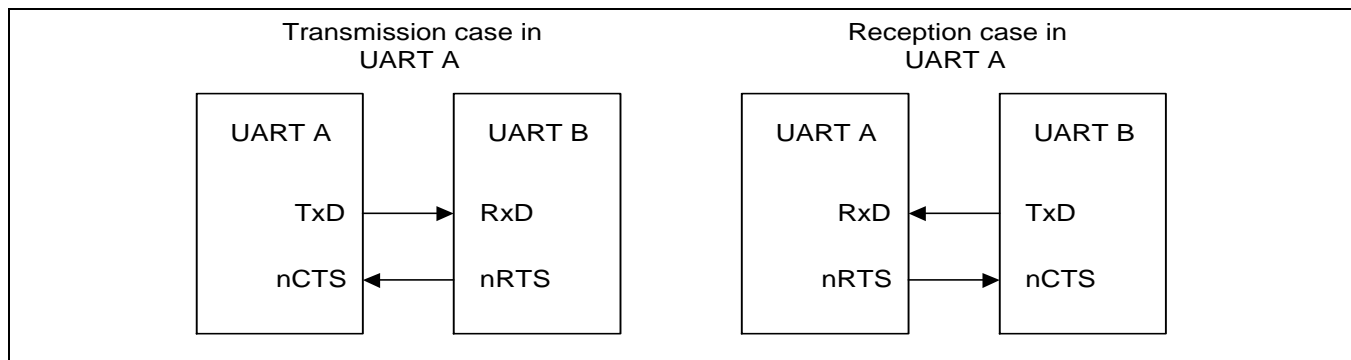 Transmission case in
UART A
UART A
UART B
TxD
RxD
nCTS
nRTS
Reception case in
UART A
UART A
UART B
RxD
TxD
nRTS
nCTS